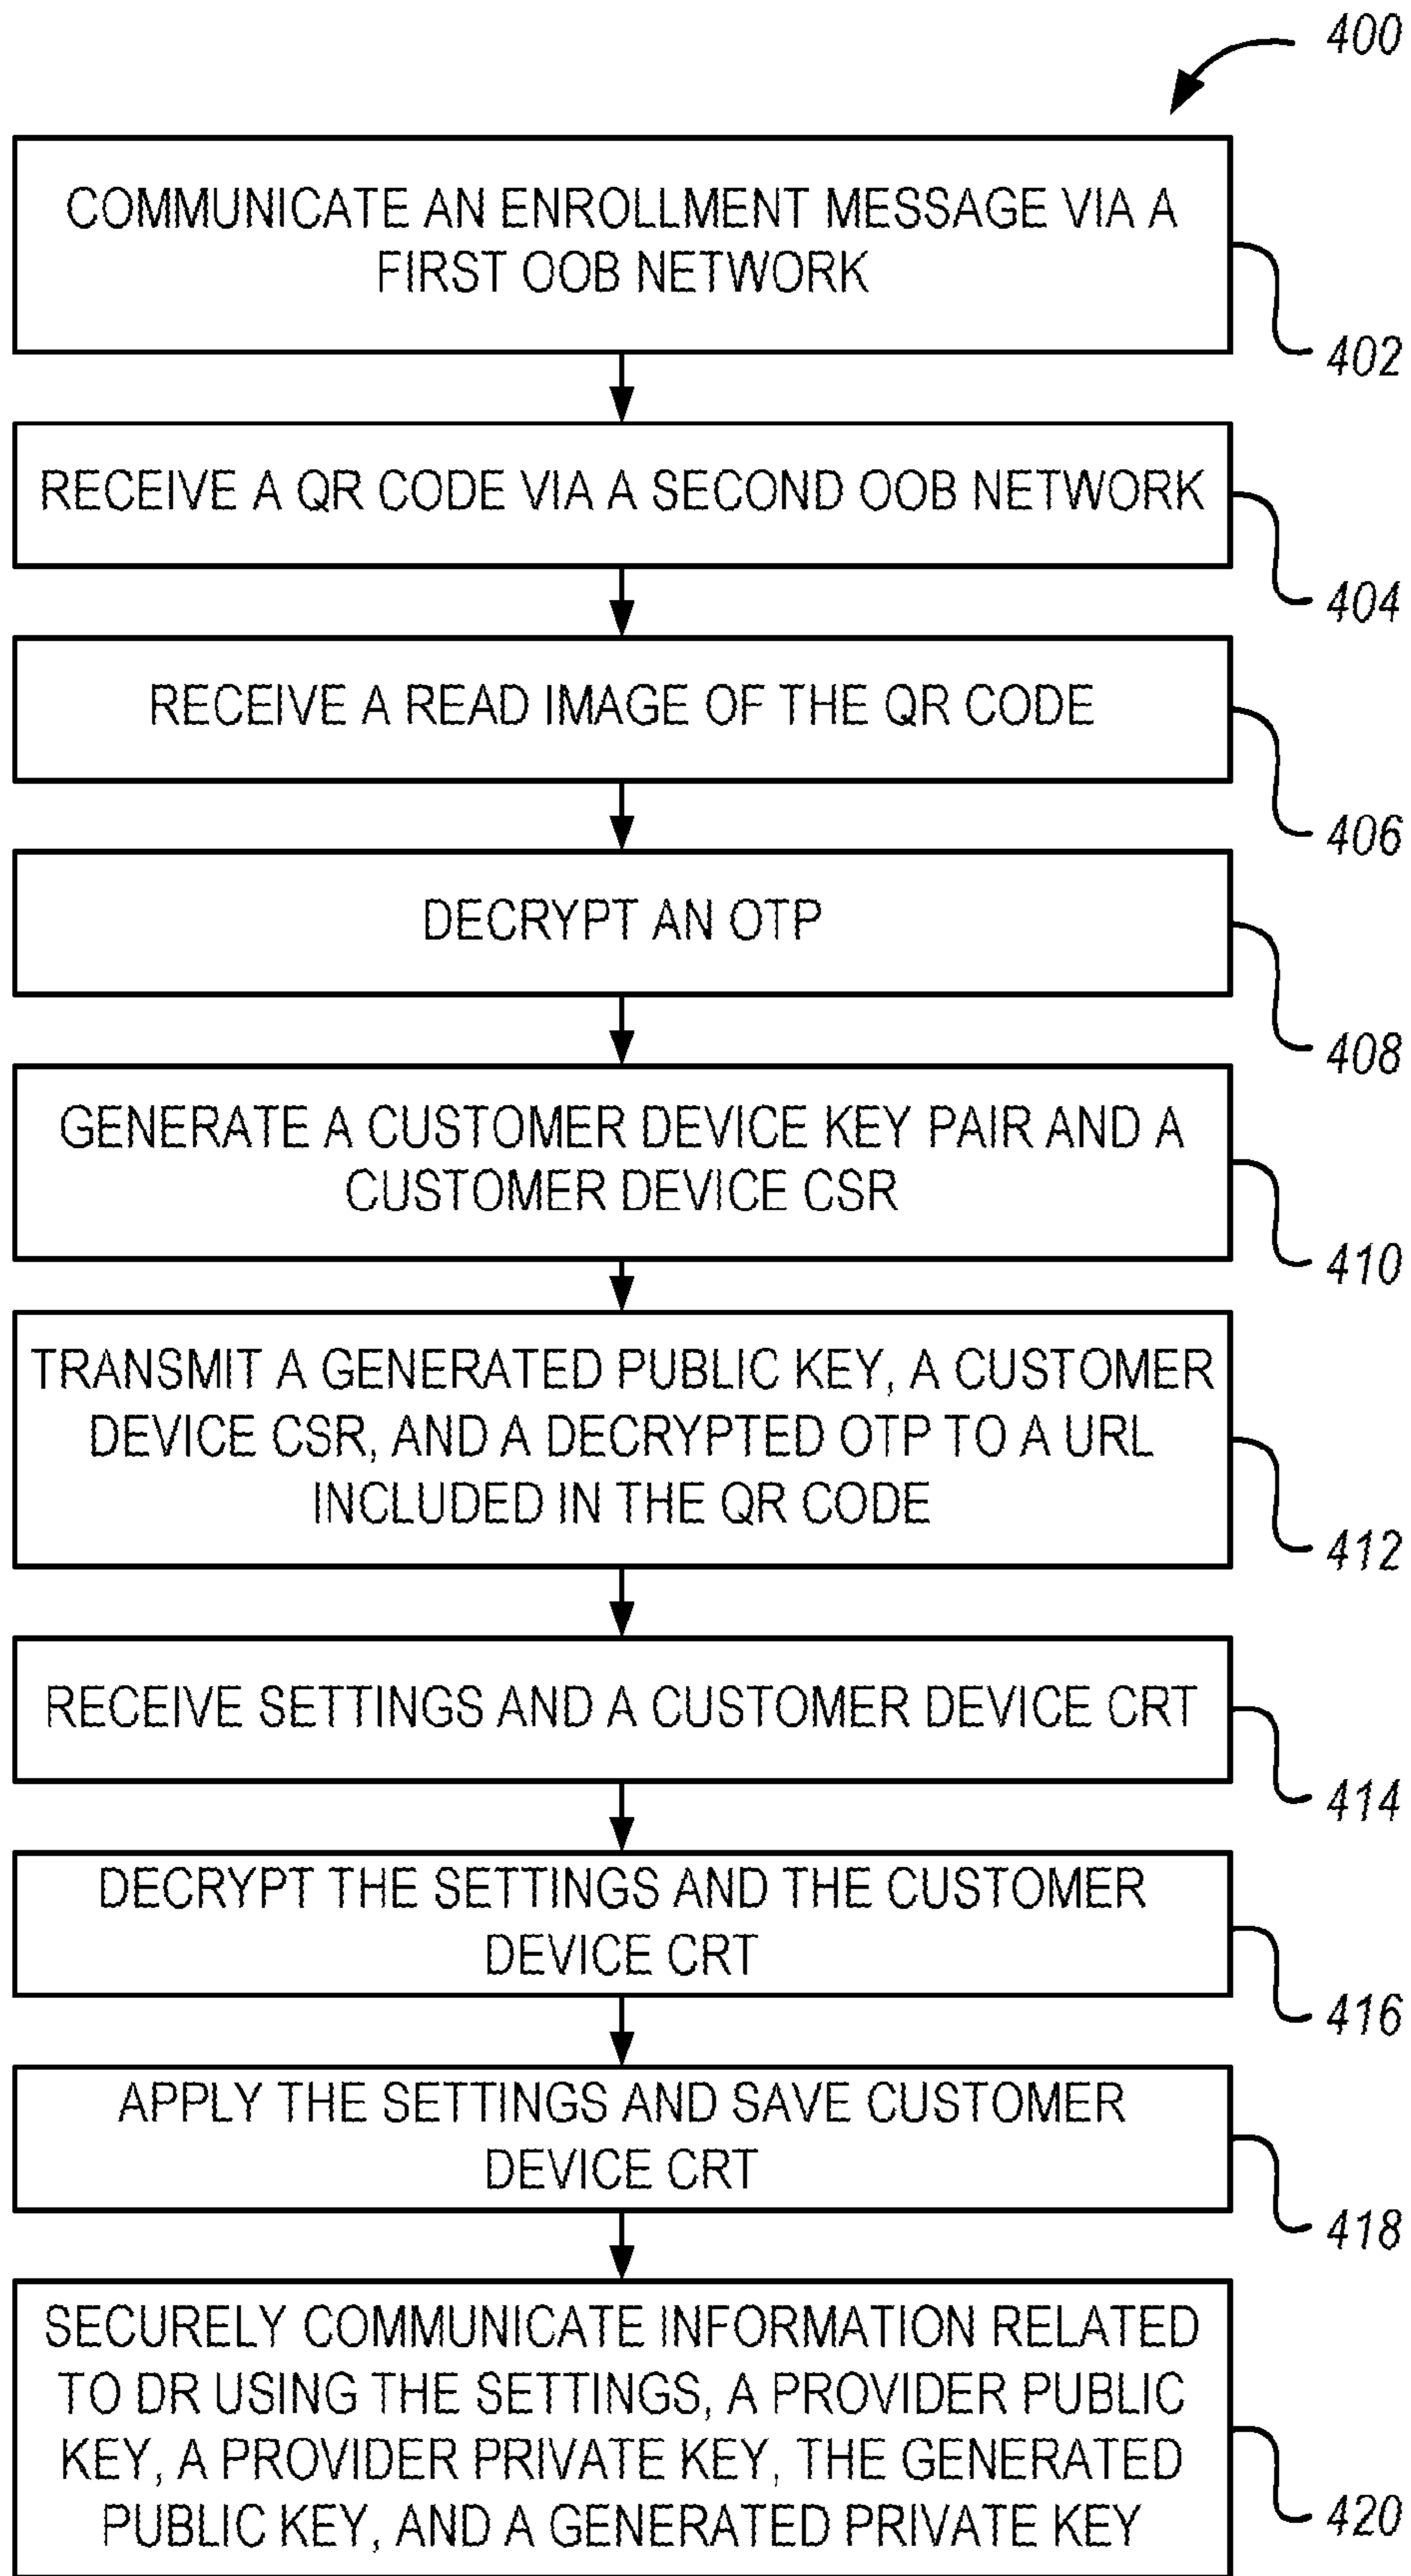 400
COMMUNICATE AN ENROLLMENT MESSAGE VIA A
FIRST OOB NETWORK
402
RECEIVE A QR CODE VIA A SECOND OOB NETWORK
404
RECEIVE A READ IMAGE OF THE QR CODE
406
DECRYPT AN OTP
408
GENERATE A CUSTOMER DEVICE KEY PAIR AND A
CUSTOMER DEVICE CSR
410
TRANSMIT A GENERATED PUBLIC KEY, A CUSTOMER
DEVICE CSR, AND A DECRYPTED OTP TO A URL
INCLUDED IN THE QR CODE
412
RECEIVE SETTINGS AND A CUSTOMER DEVICE CRT
414
DECRYPT THE SETTINGS AND THE CUSTOMER
DEVICE CRT
416
APPLY THE SETTINGS AND SAVE CUSTOMER
DEVICE CRT
418
SECURELY COMMUNICATE INFORMATION RELATED
TO DR USING THE SETTINGS, A PROVIDER PUBLIC
KEY, A PROVIDER PRIVATE KEY, THE GENERATED
PUBLIC KEY, AND A GENERATED PRIVATE KEY
420